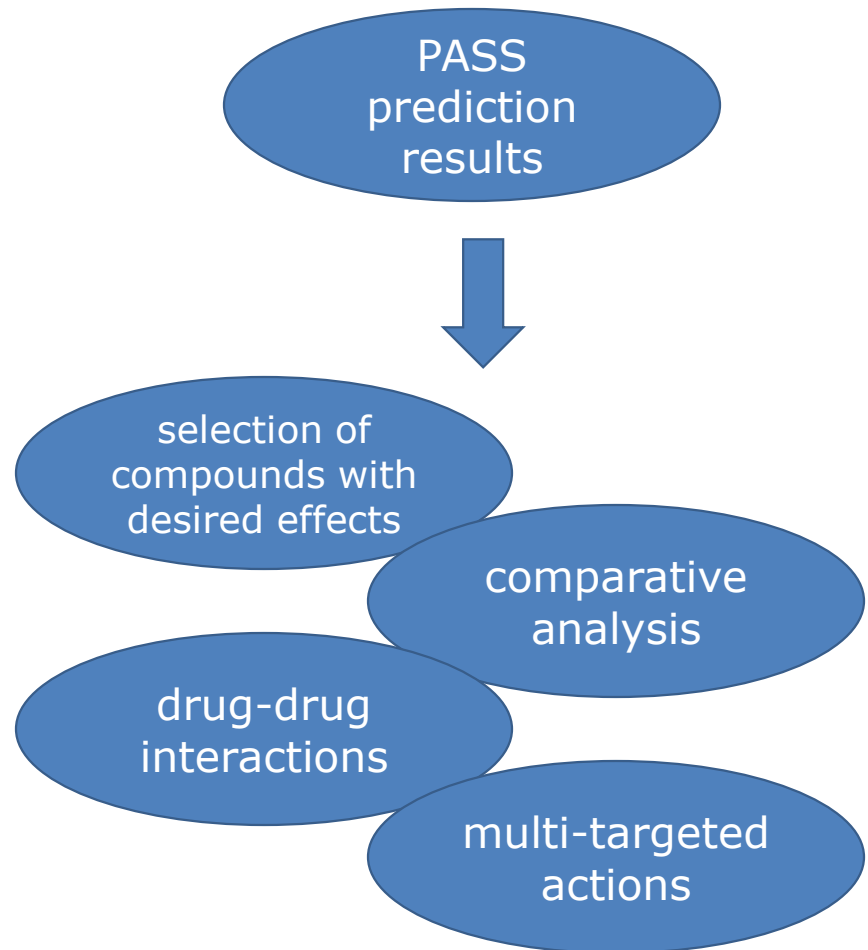 PASS
prediction
results
selection of
compounds with
desired effects
comparative
analysis
drug-drug
interactions
multi-targeted
actions